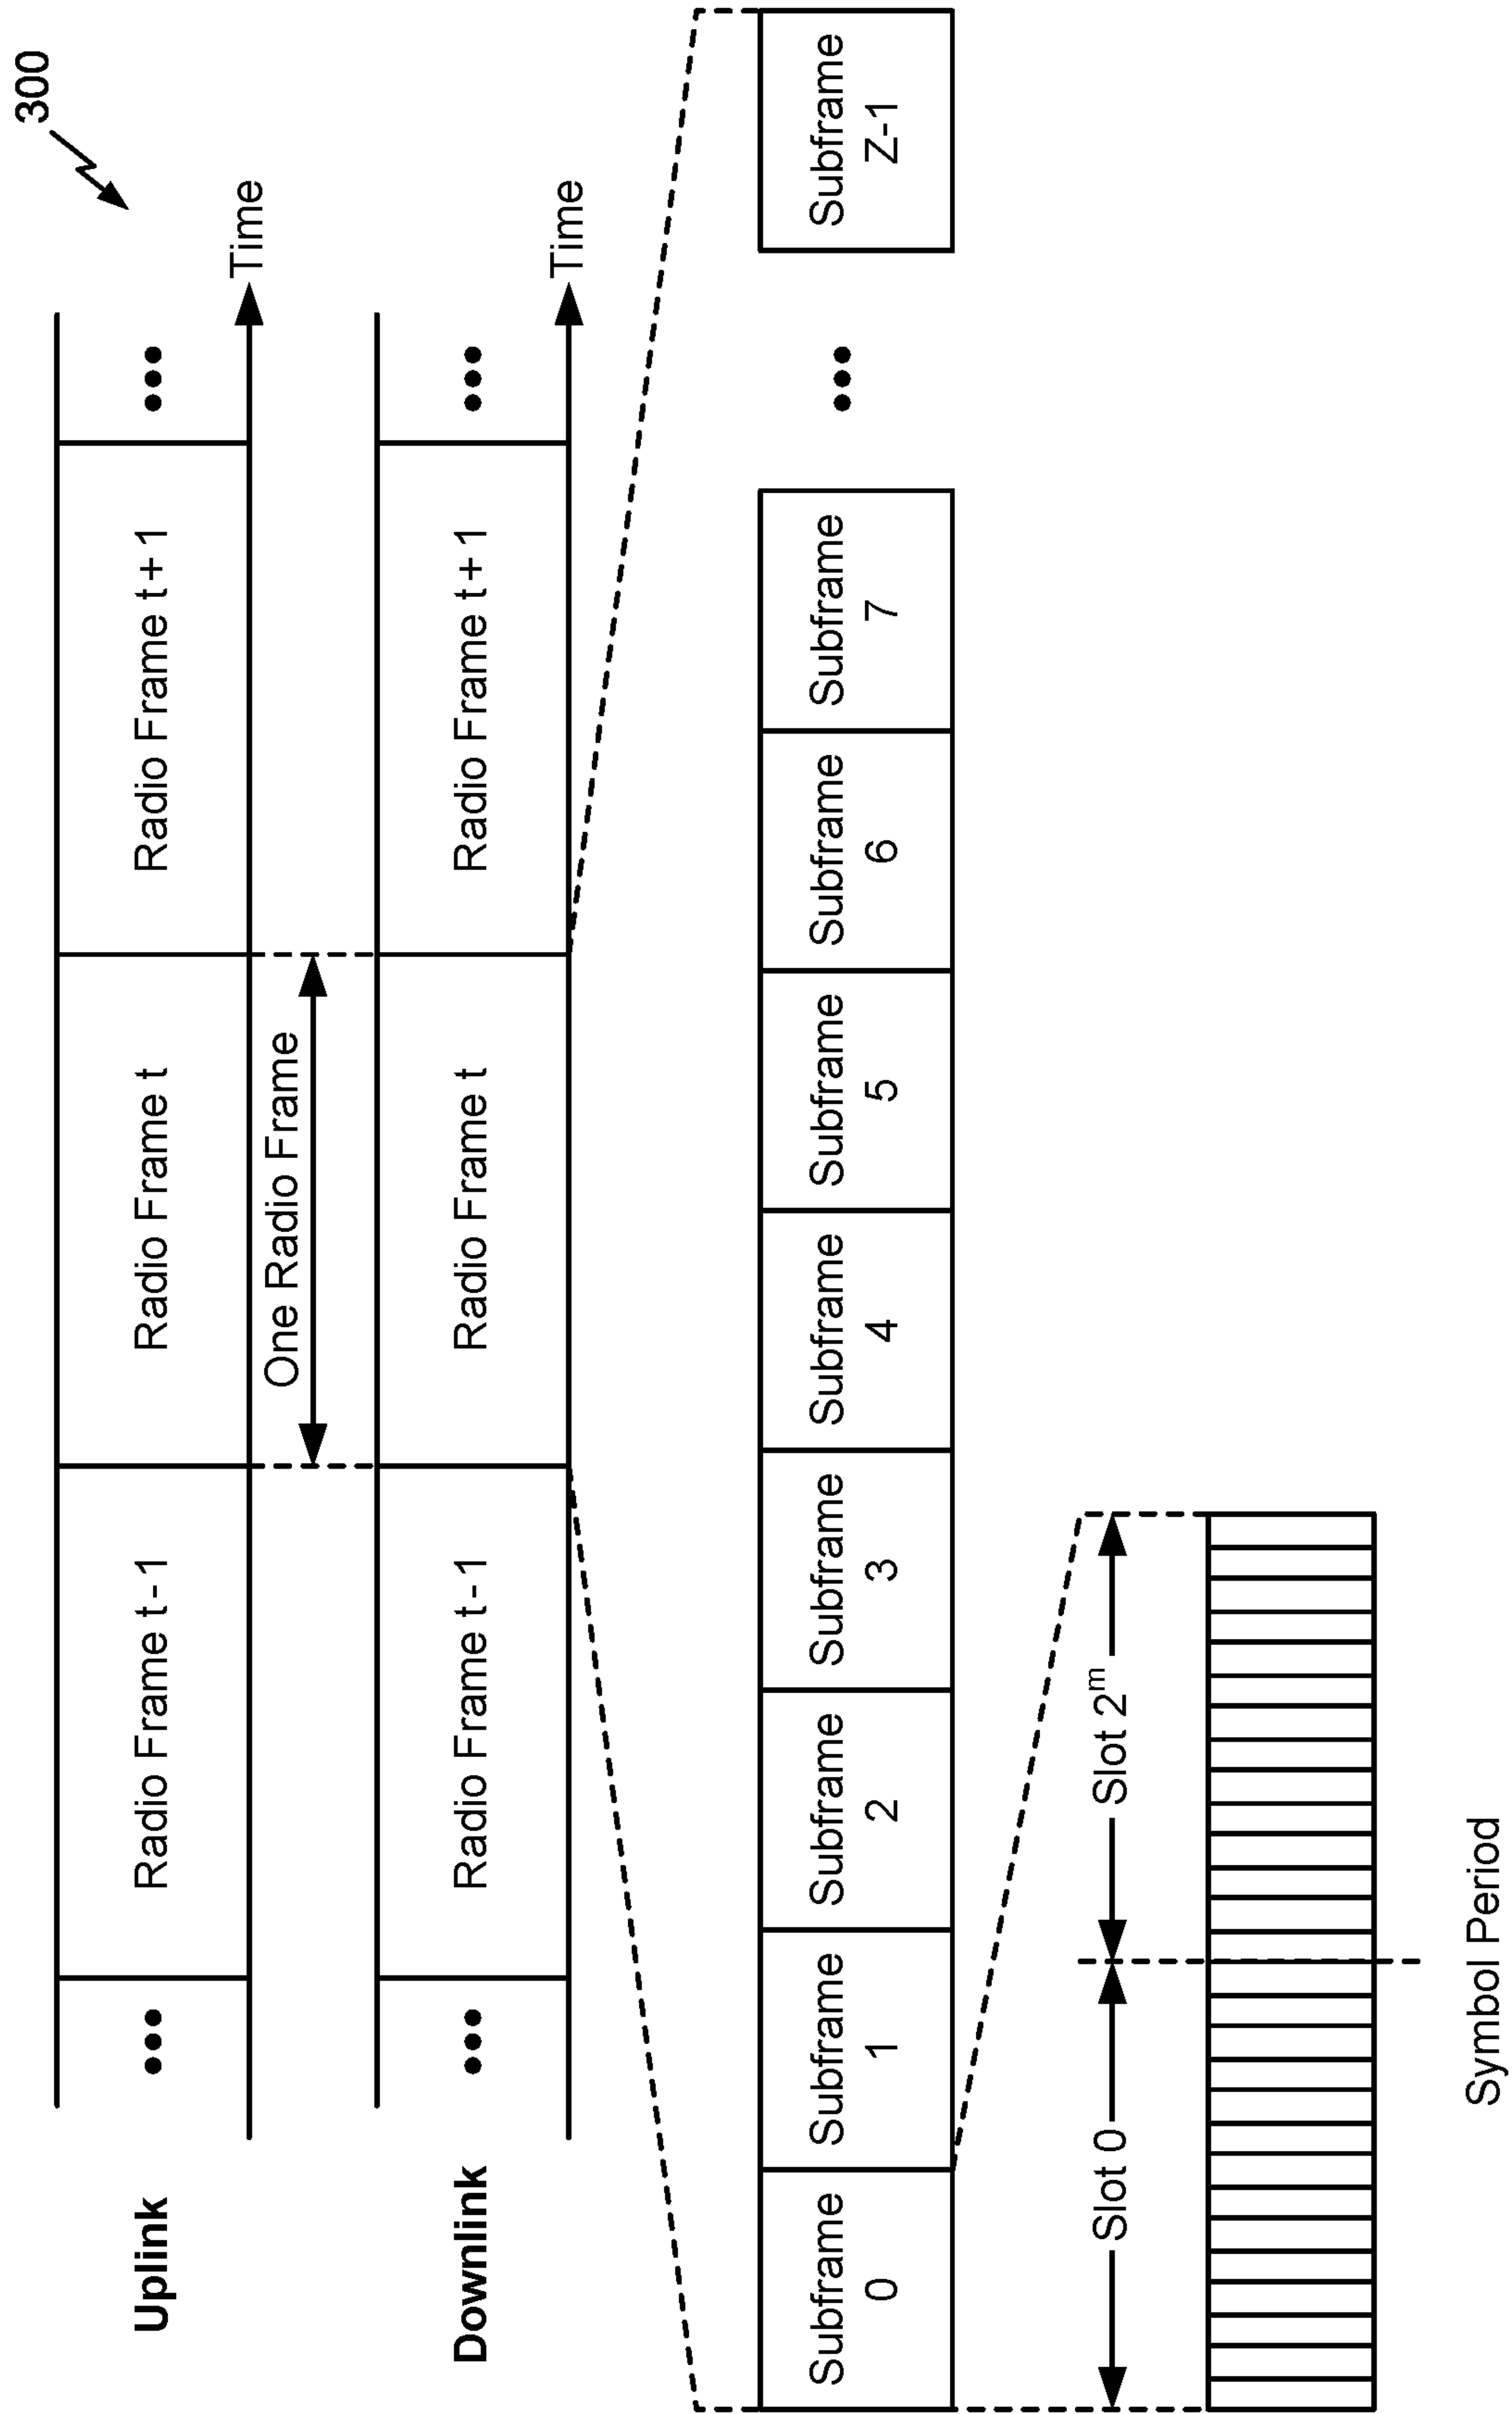 300
Uplink
•••
Radio Frame t - 1
Radio Frame t
Radio Frame t + 1
•••
Time
One Radio Frame
Downlink
•••
Radio Frame t - 1
Radio Frame t
Radio Frame t + 1
•••
Time
Subframe
0
Subframe
1
Subframe
2
Subframe
3
Subframe
4
Subframe
5
Subframe
6
Subframe
7
•••
Subframe
Z-1
Slot 0
Slot 2ᵐ
Symbol Period